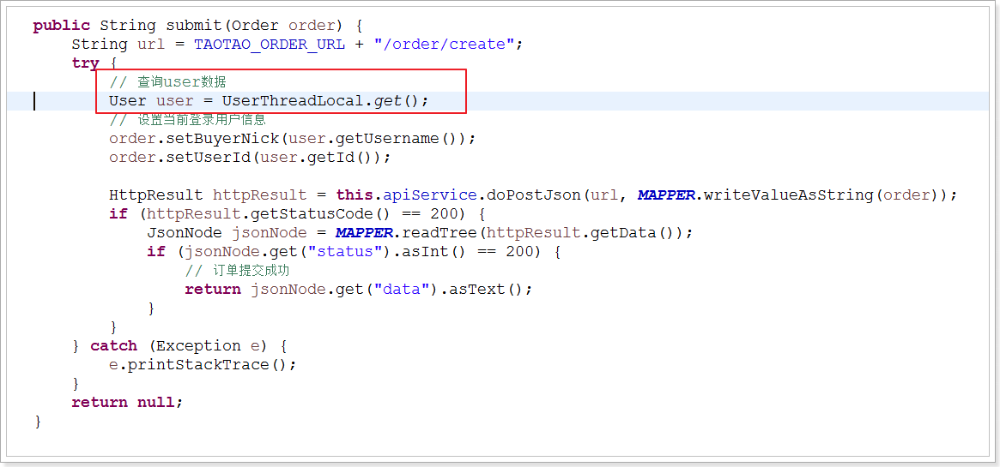 public String submit(Order order) {
    String url = TAOTAO_ORDER_URL + "/order/create";
    try {
        // 查询user数据
        User user = UserThreadLocal.get();
        // 设置当前登录用户信息
        order.setBuyerNick(user.getUsername());
        order.setUserId(user.getId());

        HttpResult httpResult = this.apiService.doPostJson(url, MAPPER.writeValueAsString(order));
        if (httpResult.getStatusCode() == 200) {
            JsonNode jsonNode = MAPPER.readTree(httpResult.getData());
            if (jsonNode.get("status").asInt() == 200) {
                // 订单提交成功
                return jsonNode.get("data").asText();
            }
        }
    } catch (Exception e) {
        e.printStackTrace();
    }
    return null;
}